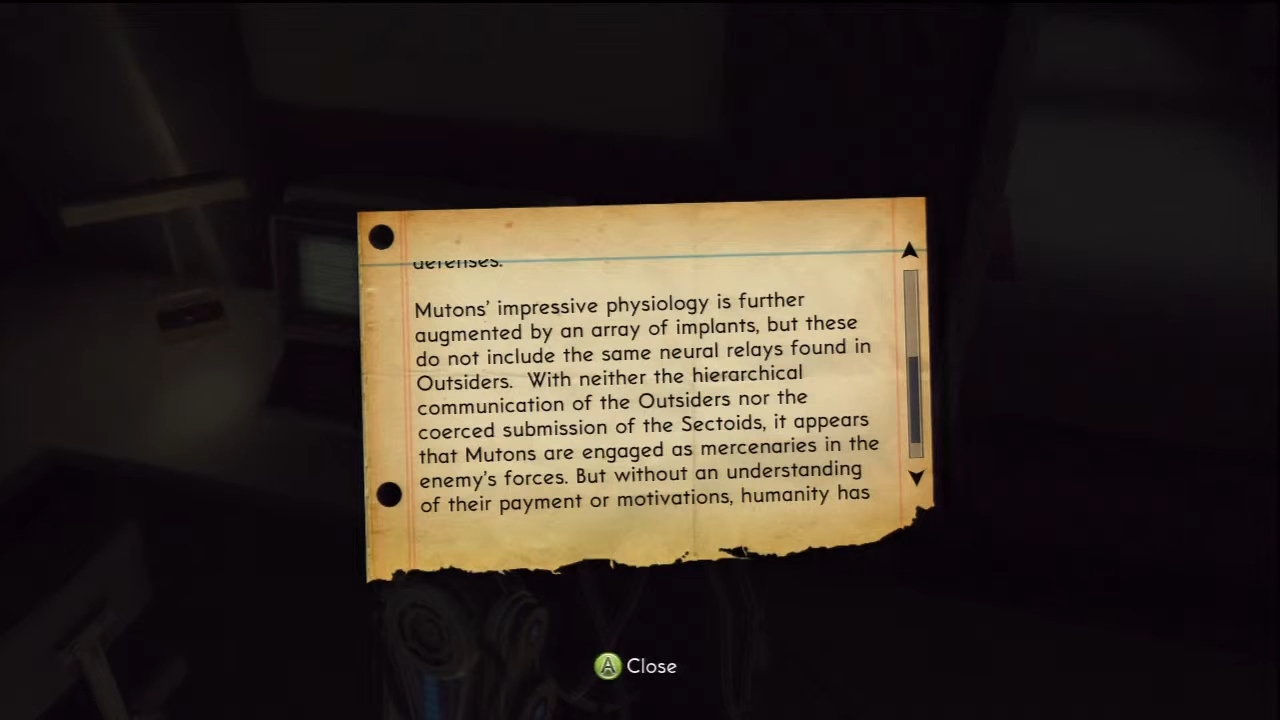 defenses.
Mutons' impressive physiology is further
augmented by an array of implants, but these
do not include the same neural relays found in
Outsiders.  With neither the hierarchical
communication of the Outsiders nor the
coerced submission of the Sectoids, it appears
that Mutons are engaged as mercenaries in the
enemy's forces. But without an understanding
of their payment or motivations, humanity has
A Close